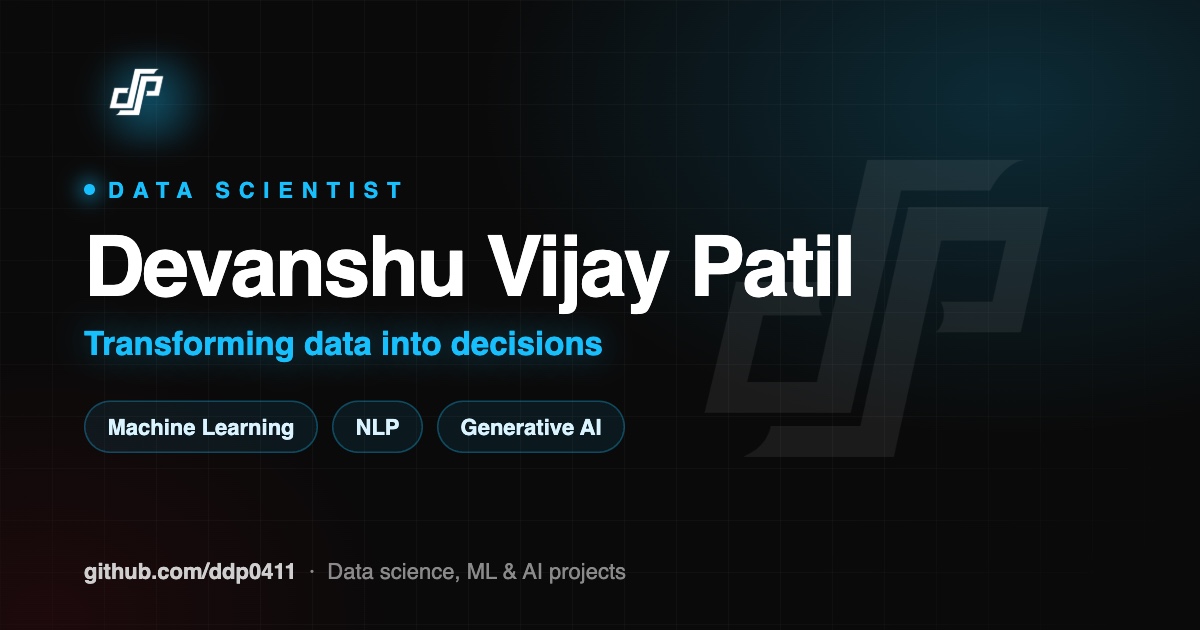 dp
DATA SCIENTIST
Devanshu Vijay Patil
Transforming data into decisions
Machine Learning
NLP
Generative AI
github.com/ddp0411 · Data science, ML & AI projects